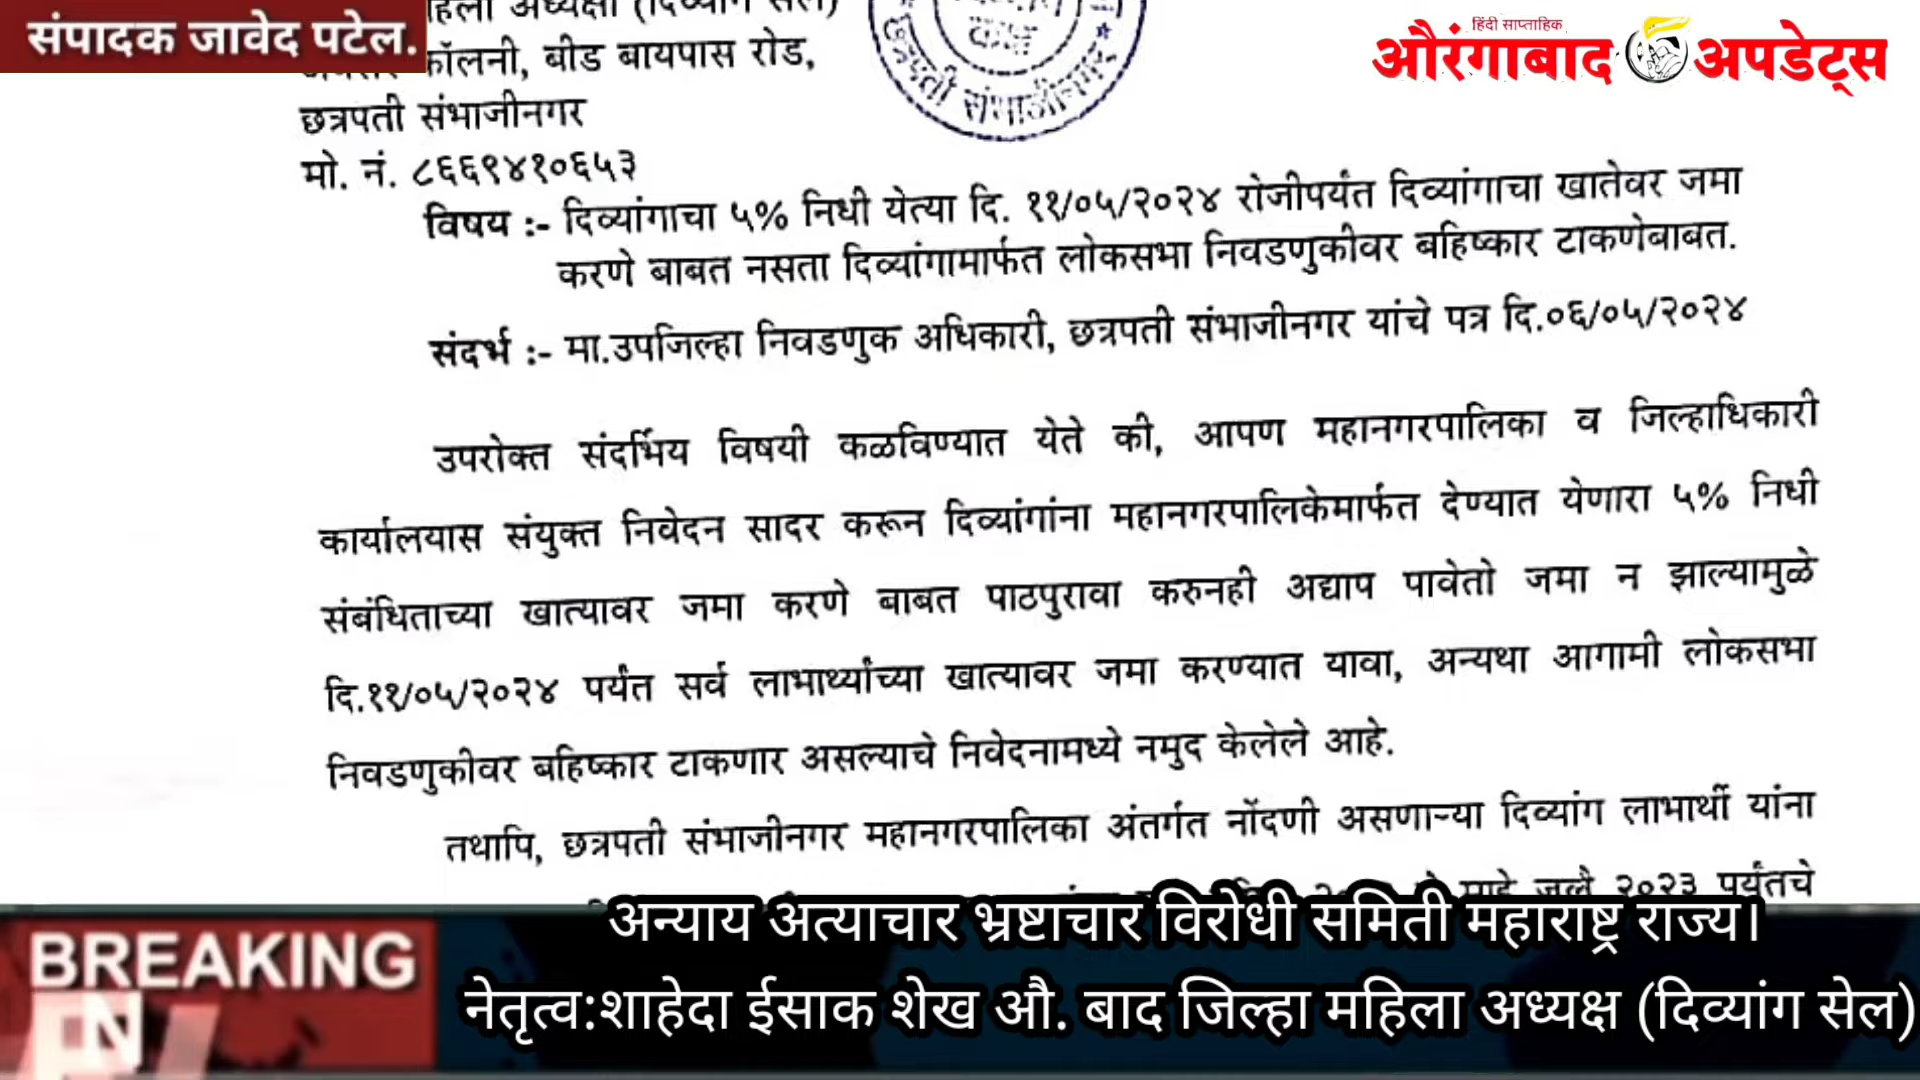 संपादक जावेद पटेल.
हिंदी साप्ताहिक
औरंगाबाद अपडेट्स
अध्यक्षा (दिव्यांग सेल)
कॉलनी, बीड बायपास रोड,
छत्रपती संभाजीनगर
मो. नं. ८६६९४१०६५३
कक्ष
छत्रपती संभाजीनगर
विषय :- दिव्यांगाचा ५% निधी येत्या दि. ११/०५/२०२४ रोजीपर्यंत दिव्यांगाचा खातेवर जमा
करणे बाबत नसता दिव्यांगामार्फत लोकसभा निवडणुकीवर बहिष्कार टाकणेबाबत.
संदर्भ :- मा.उपजिल्हा निवडणुक अधिकारी, छत्रपती संभाजीनगर यांचे पत्र दि.०६/०५/२०२४
उपरोक्त संदर्भिय विषयी कळविण्यात येते की, आपण महानगरपालिका व जिल्हाधिकारी
कार्यालयास संयुक्त निवेदन सादर करून दिव्यांगांना महानगरपालिकेमार्फत देण्यात येणारा ५% निधी
संबंधिताच्या खात्यावर जमा करणे बाबत पाठपुरावा करुनही अद्याप पावेतो जमा न झाल्यामुळे
दि.११/०५/२०२४ पर्यंत सर्व लाभार्थ्यांच्या खात्यावर जमा करण्यात यावा, अन्यथा आगामी लोकसभा
निवडणुकीवर बहिष्कार टाकणार असल्याचे निवेदनामध्ये नमुद केलेले आहे.
तथापि, छत्रपती संभाजीनगर महानगरपालिका अंतर्गत नोंदणी असणाऱ्या दिव्यांग लाभार्थी यांना
माहे जुलै २०२३ पर्यंतचे
अन्याय अत्याचार भ्रष्टाचार विरोधी समिती महाराष्ट्र राज्य।
BREAKING
नेतृत्व:शाहेदा ईसाक शेख औ. बाद जिल्हा महिला अध्यक्ष (दिव्यांग सेल)